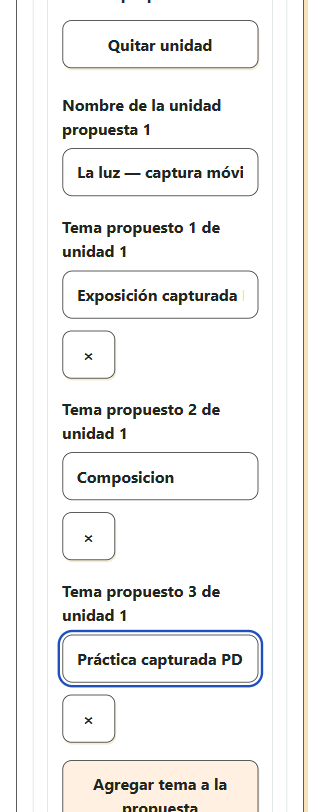 Quitar unidad
Nombre de la unidad
propuesta 1
La luz — captura móvi
Tema propuesto 1 de
unidad 1
Exposición capturada
×
Tema propuesto 2 de
unidad 1
Composicion
×
Tema propuesto 3 de
unidad 1
Práctica capturada PD
×
Agregar tema a la
propuesta